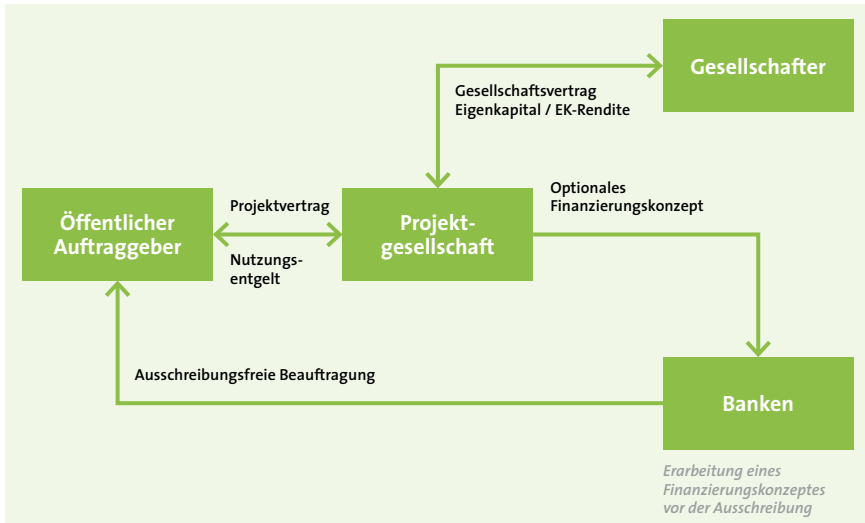 Gesellschafter
Gesellschaftsvertrag
Eigenkapital / EK-Rendite
Öffentlicher
Auftraggeber
Projektvertrag
Nutzungs-
entgelt
Projekt-
gesellschaft
Optionales
Finanzierungskonzept
Ausschreibungsfreie Beauftragung
Banken
Erarbeitung eines
Finanzierungskonzeptes
vor der Ausschreibung